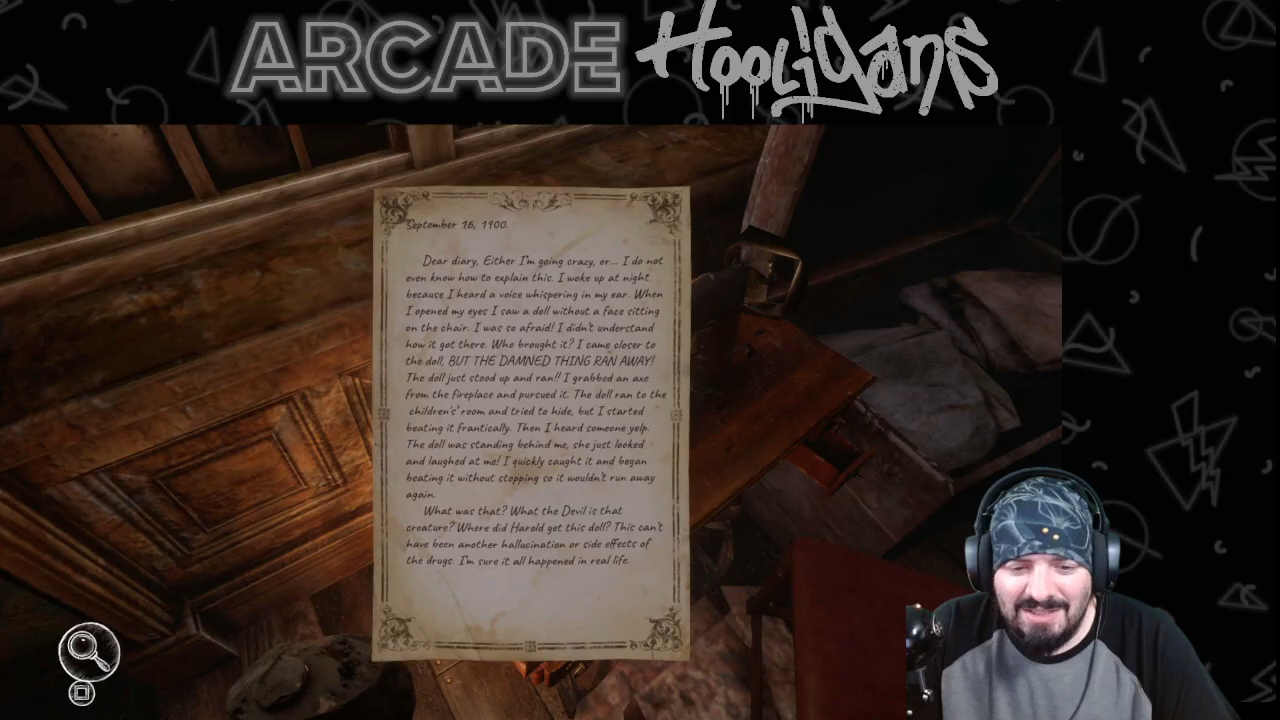 ARCADE Hooligans
September 16, 1900.
Dear diary, Either I'm going crazy, or... I do not
even know how to explain this. I woke up at night
because I heard a voice whispering in my ear. When
I opened my eyes I saw a doll without a face sitting
on the chair. I was so afraid! I didn't understand
how it got there. Who brought it? I came closer to
the doll, BUT THE DAMNED THING RAN AWAY!
The doll just stood up and ran!! I grabbed an axe
from the fireplace and pursued it. The doll ran to the
children's' room and tried to hide, but I started
beating it frantically. Then I heard someone yelp.
The doll was standing behind me, she just looked
and laughed at me! I quickly caught it and began
beating it without stopping so it wouldn't run away
again.
What was that? What the Devil is that
creature? Where did Harold get this doll? This can't
have been another hallucination or side effects of
the drugs. I'm sure it all happened in real life.